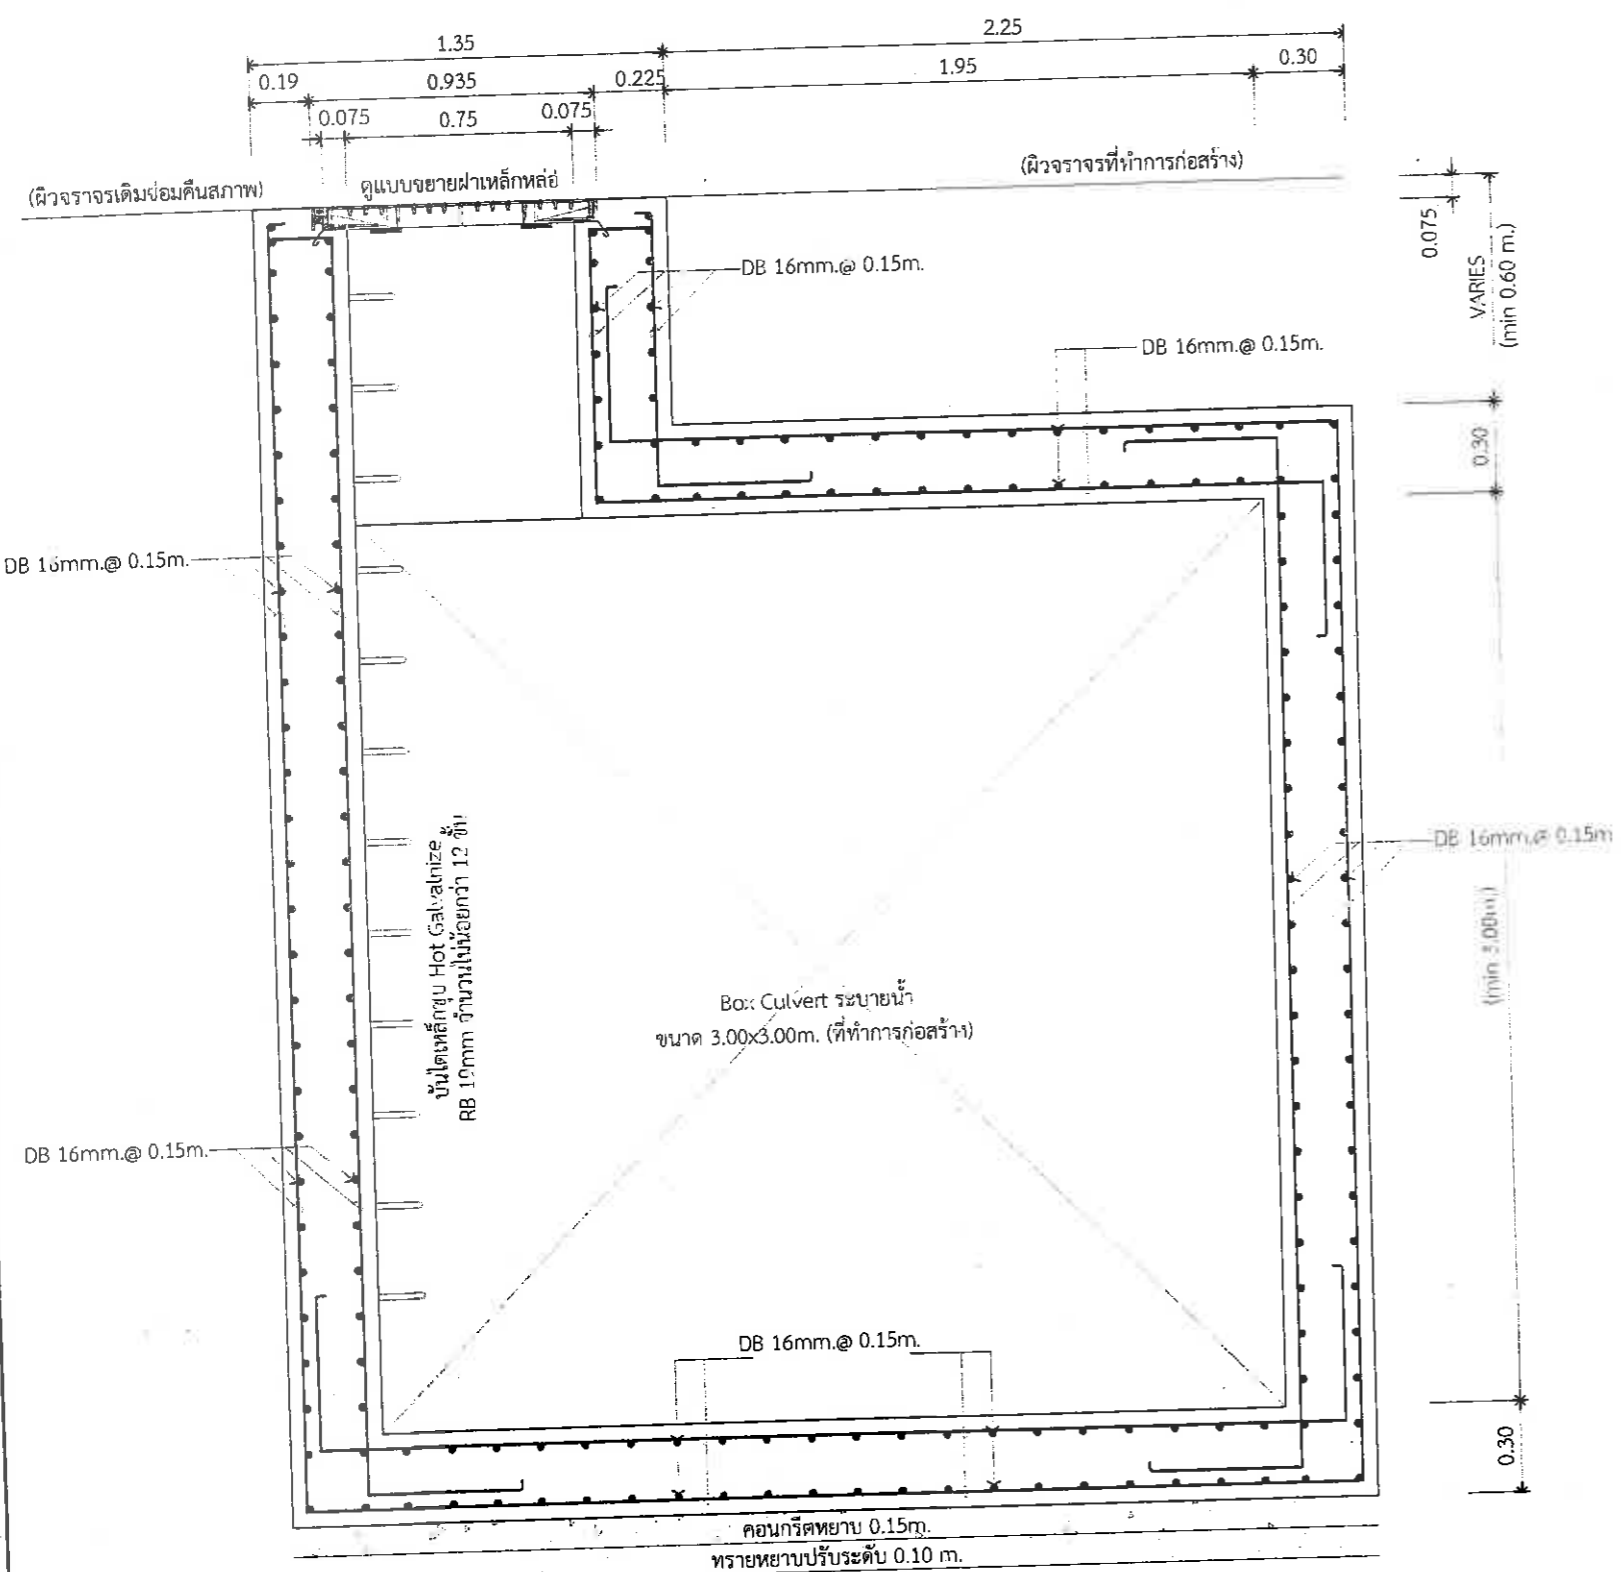 1.35
2.25
0.19
0.935
0.225
1.95
0.30
0.075
0.75
0.075
(ผิวจราจรเดิมซ่อมคืนสภาพ)
ดูแบบขยายฝาเหล็กหล่อ
(ผิวจราจรที่ทำการก่อสร้าง)
0.075
VARIES
(min 0.60 m.)
DB 16mm.@ 0.15m.
DB 16mm.@ 0.15m.
0.30
DB 16mm.@ 0.15m.
DB 16mm.@ 0.15m
(min 3.00m.)
บันไดเหล็กชุบ Hot Galvalnize
RB 19mm จำนวนไม่น้อยกว่า 12 ขั้น
Box Culvert ระบายน้ำ
ขนาด 3.00x3.00m. (ที่ทำการก่อสร้าง)
DB 16mm.@ 0.15m.
DB 16mm.@ 0.15m.
0.30
คอนกรีตหยาบ 0.15m.
ทรายหยาบปรับระดับ 0.10 m.